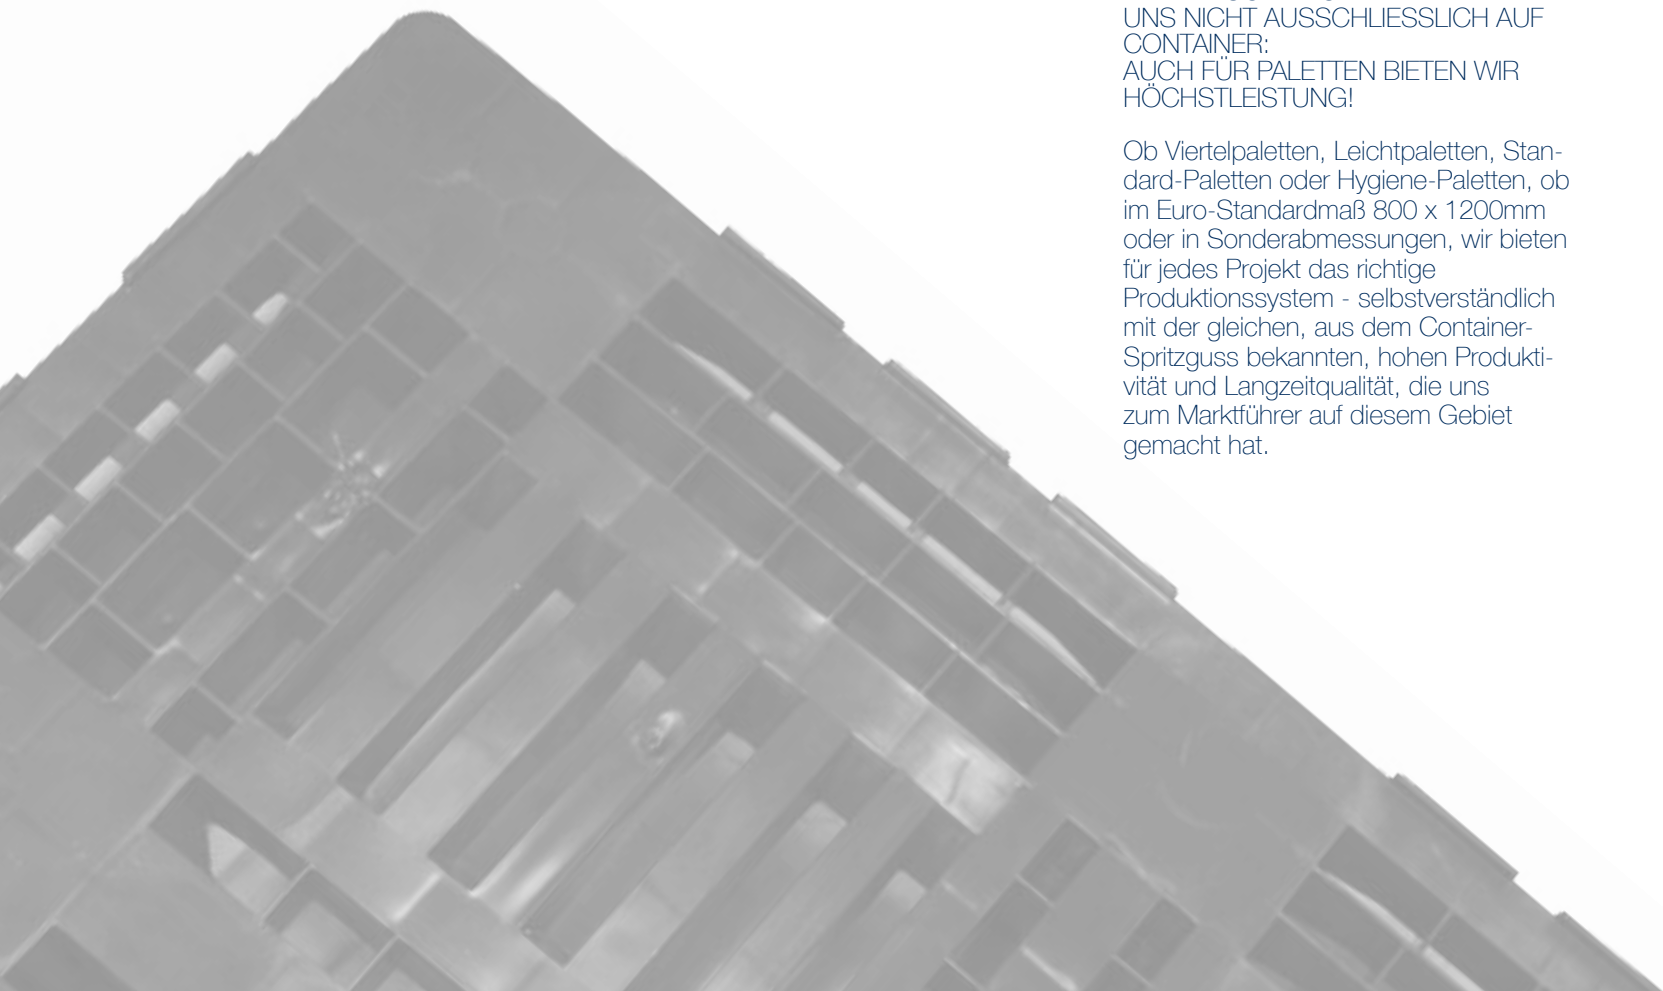 UNS NICHT AUSSCHLIESSLICH AUF
CONTAINER:
AUCH FÜR PALETTEN BIETEN WIR
HÖCHSTLEISTUNG!
Ob Viertelpaletten, Leichtpaletten, Stan-
dard-Paletten oder Hygiene-Paletten, ob
im Euro-Standardmaß 800 x 1200mm
oder in Sonderabmessungen, wir bieten
für jedes Projekt das richtige
Produktionssystem - selbstverständlich
mit der gleichen, aus dem Container-
Spritzguss bekannten, hohen Produkti-
vität und Langzeitqualität, die uns
zum Marktführer auf diesem Gebiet
gemacht hat.